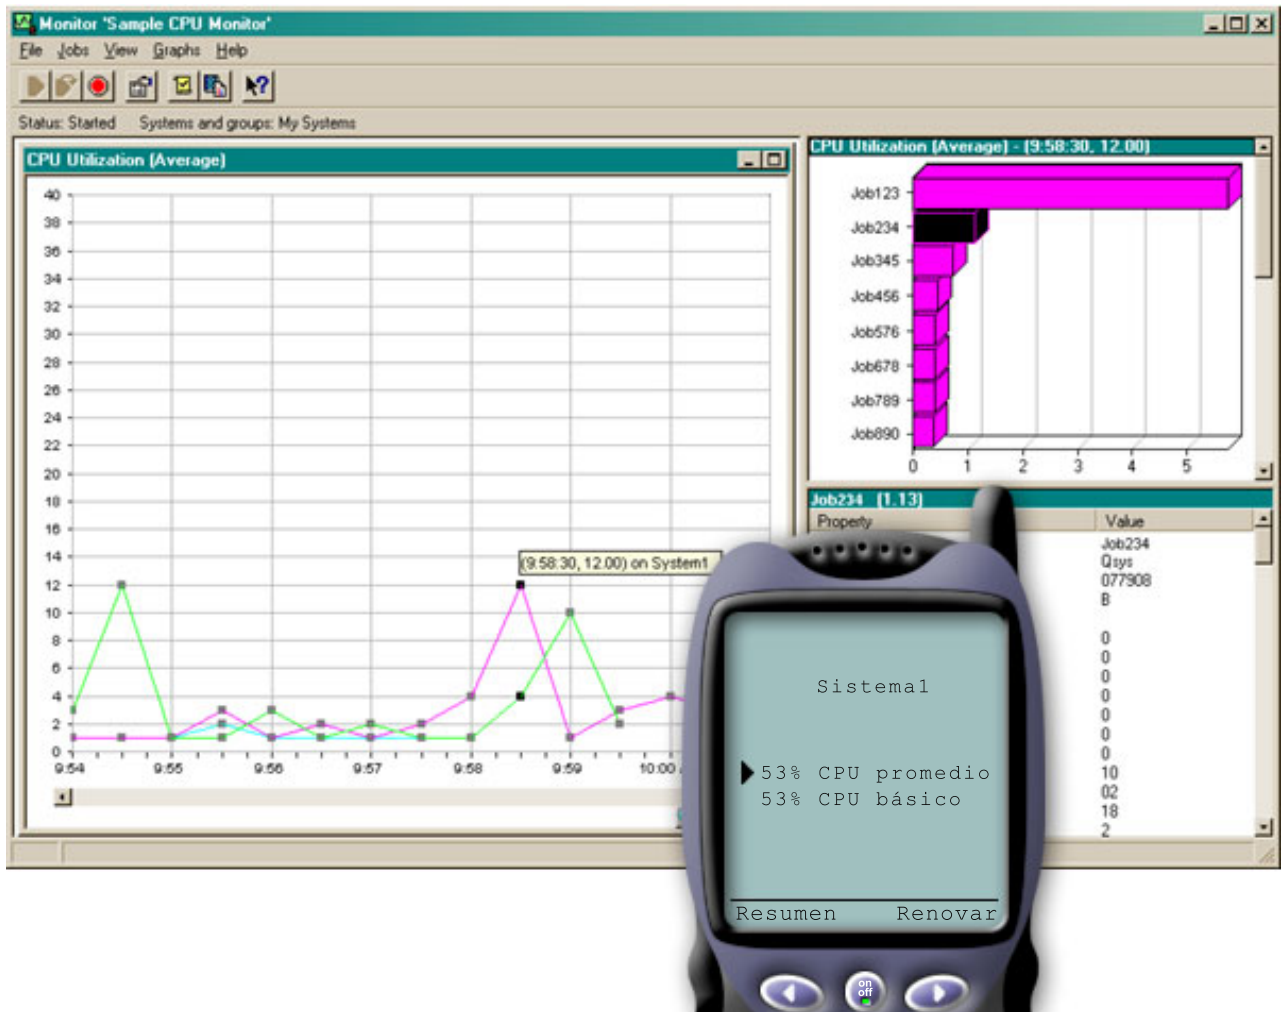 Monitor 'Sample CPU Monitor'
File Jobs View Graphs Help
Status: Started Systems and groups: My Systems
CPU Utilization (Average)
40
38
36
34
32
30
28
26
24
22
20
18
16
14
12
10
8
6
4
2
0
(9:58:30, 12.00) on System1
9:54 9:55 9:56 9:57 9:58 9:59 10:00
CPU Utilization (Average) - (9:58:30, 12.00)
Job123
Job234
Job345
Job456
Job576
Job678
Job789
Job890
0 1 2 3 4 5
Job234 (1.13)
Property Value
Job234
Qsys
077908
B
0
0
0
0
0
0
0
10
02
18
2
Sistema1
53% CPU promedio
53% CPU básico
Resumen Renovar
on
off